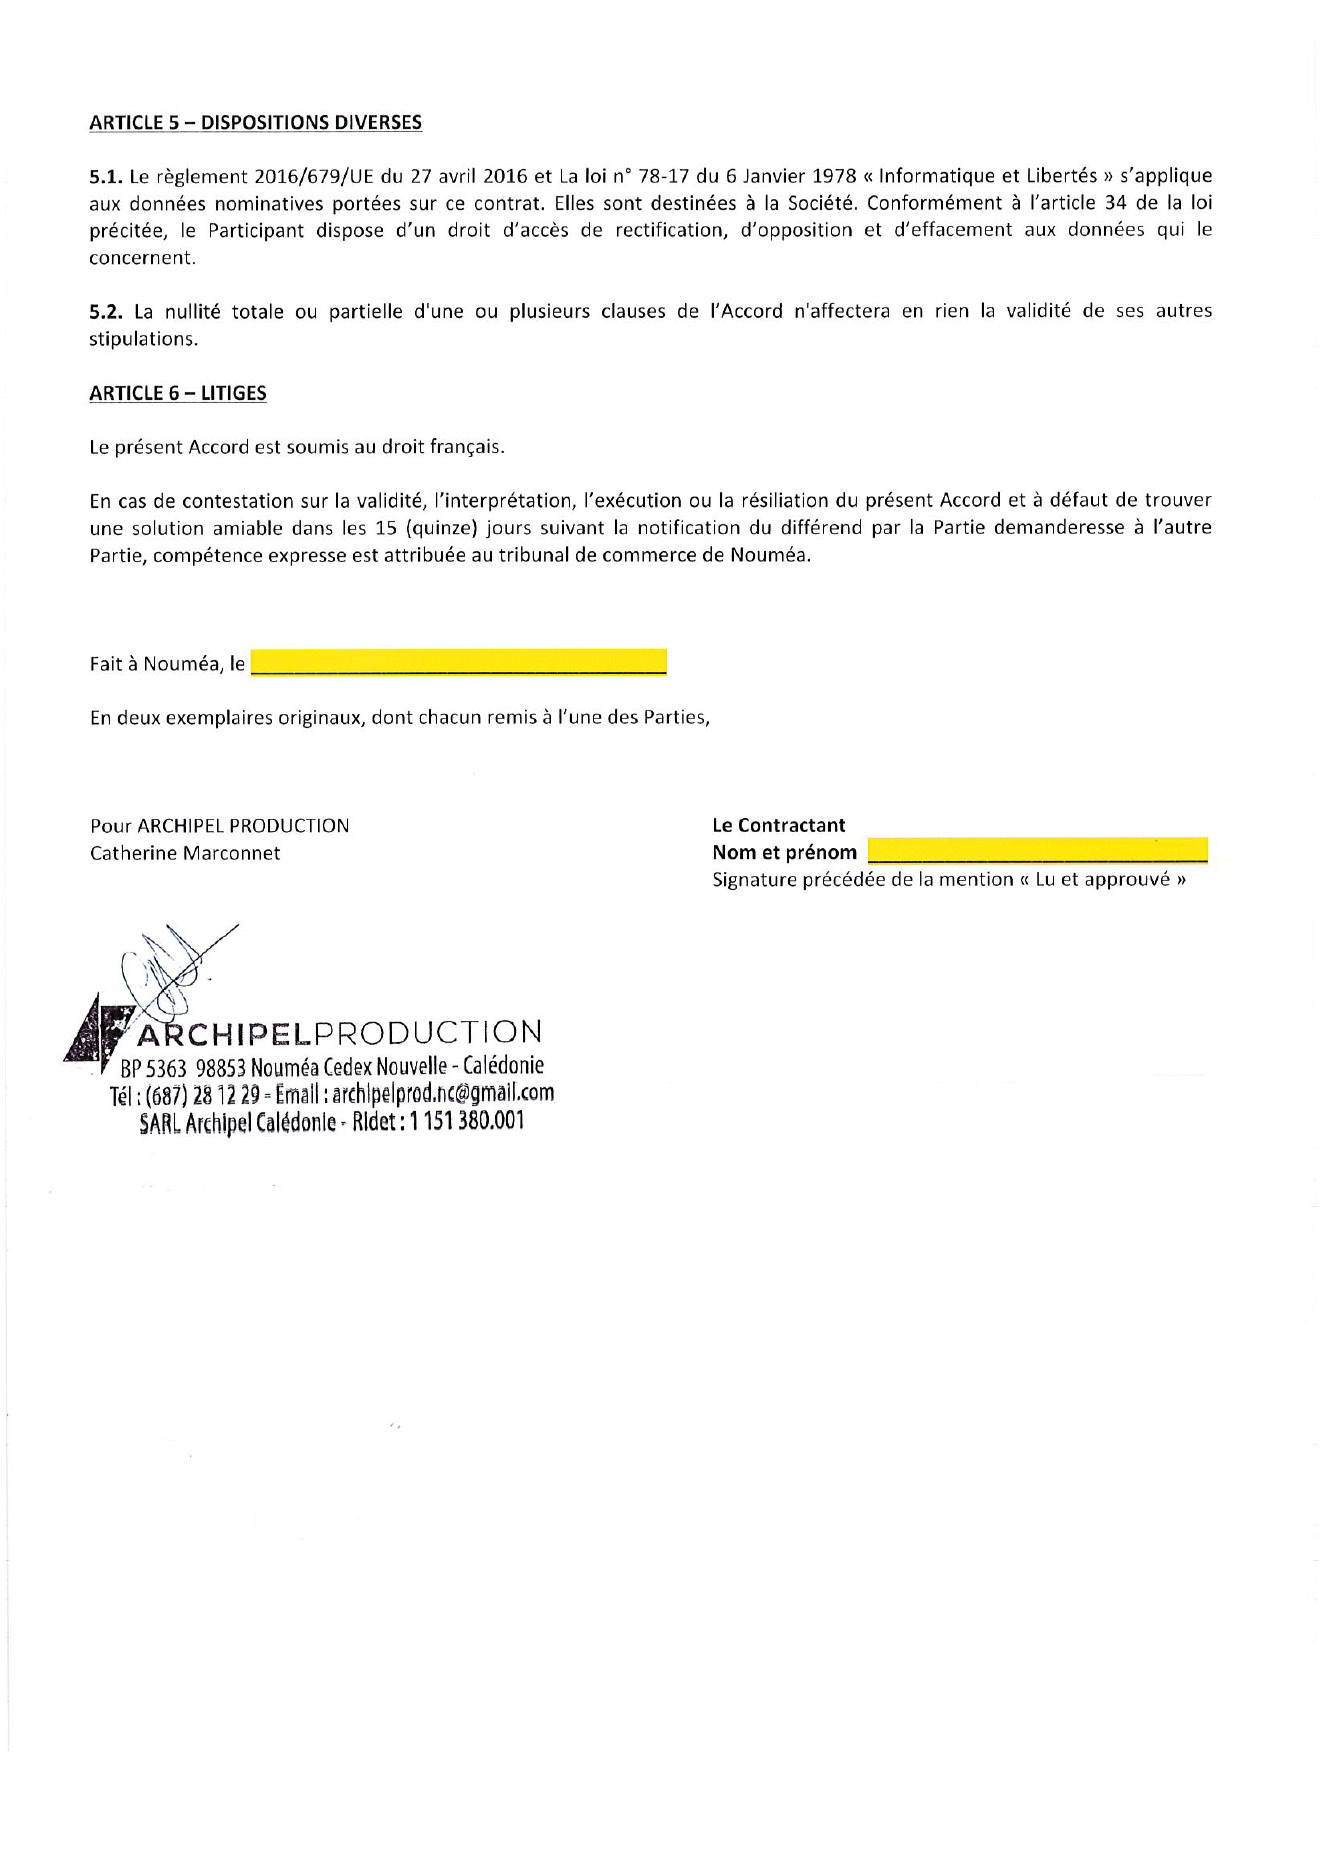 ARTICLE 5 – DISPOSITIONS DIVERSES
5.1. Le règlement 2016/679/UE du 27 avril 2016 et La loi n° 78-17 du 6 Janvier 1978 « Informatique et Libertés » s’applique
aux données nominatives portées sur ce contrat. Elles sont destinées à la Société. Conformément à l’article 34 de la loi
précitée, le Participant dispose d’un droit d’accès de rectification, d’opposition et d’effacement aux données qui le
concernent.
5.2. La nullité totale ou partielle d'une ou plusieurs clauses de l’Accord n'affectera en rien la validité de ses autres
stipulations.
ARTICLE 6 – LITIGES
Le présent Accord est soumis au droit français.
En cas de contestation sur la validité, l’interprétation, l’exécution ou la résiliation du présent Accord et à défaut de trouver
une solution amiable dans les 15 (quinze) jours suivant la notification du différend par la Partie demanderesse à l’autre
Partie, compétence expresse est attribuée au tribunal de commerce de Nouméa.
Fait à Nouméa, le
En deux exemplaires originaux, dont chacun remis à l’une des Parties,
Pour ARCHIPEL PRODUCTION
Catherine Marconnet
Le Contractant
Nom et prénom
Signature précédée de la mention « Lu et approuvé »
ARCHIPELPRODUCTION
BP 5363 98853 Nouméa Cedex Nouvelle - Calédonie
Tél : (687) 28 12 29 - Email : archipelprod.nc@gmail.com
SARL Archipel Calédonie - Ridet : 1 151 380.001